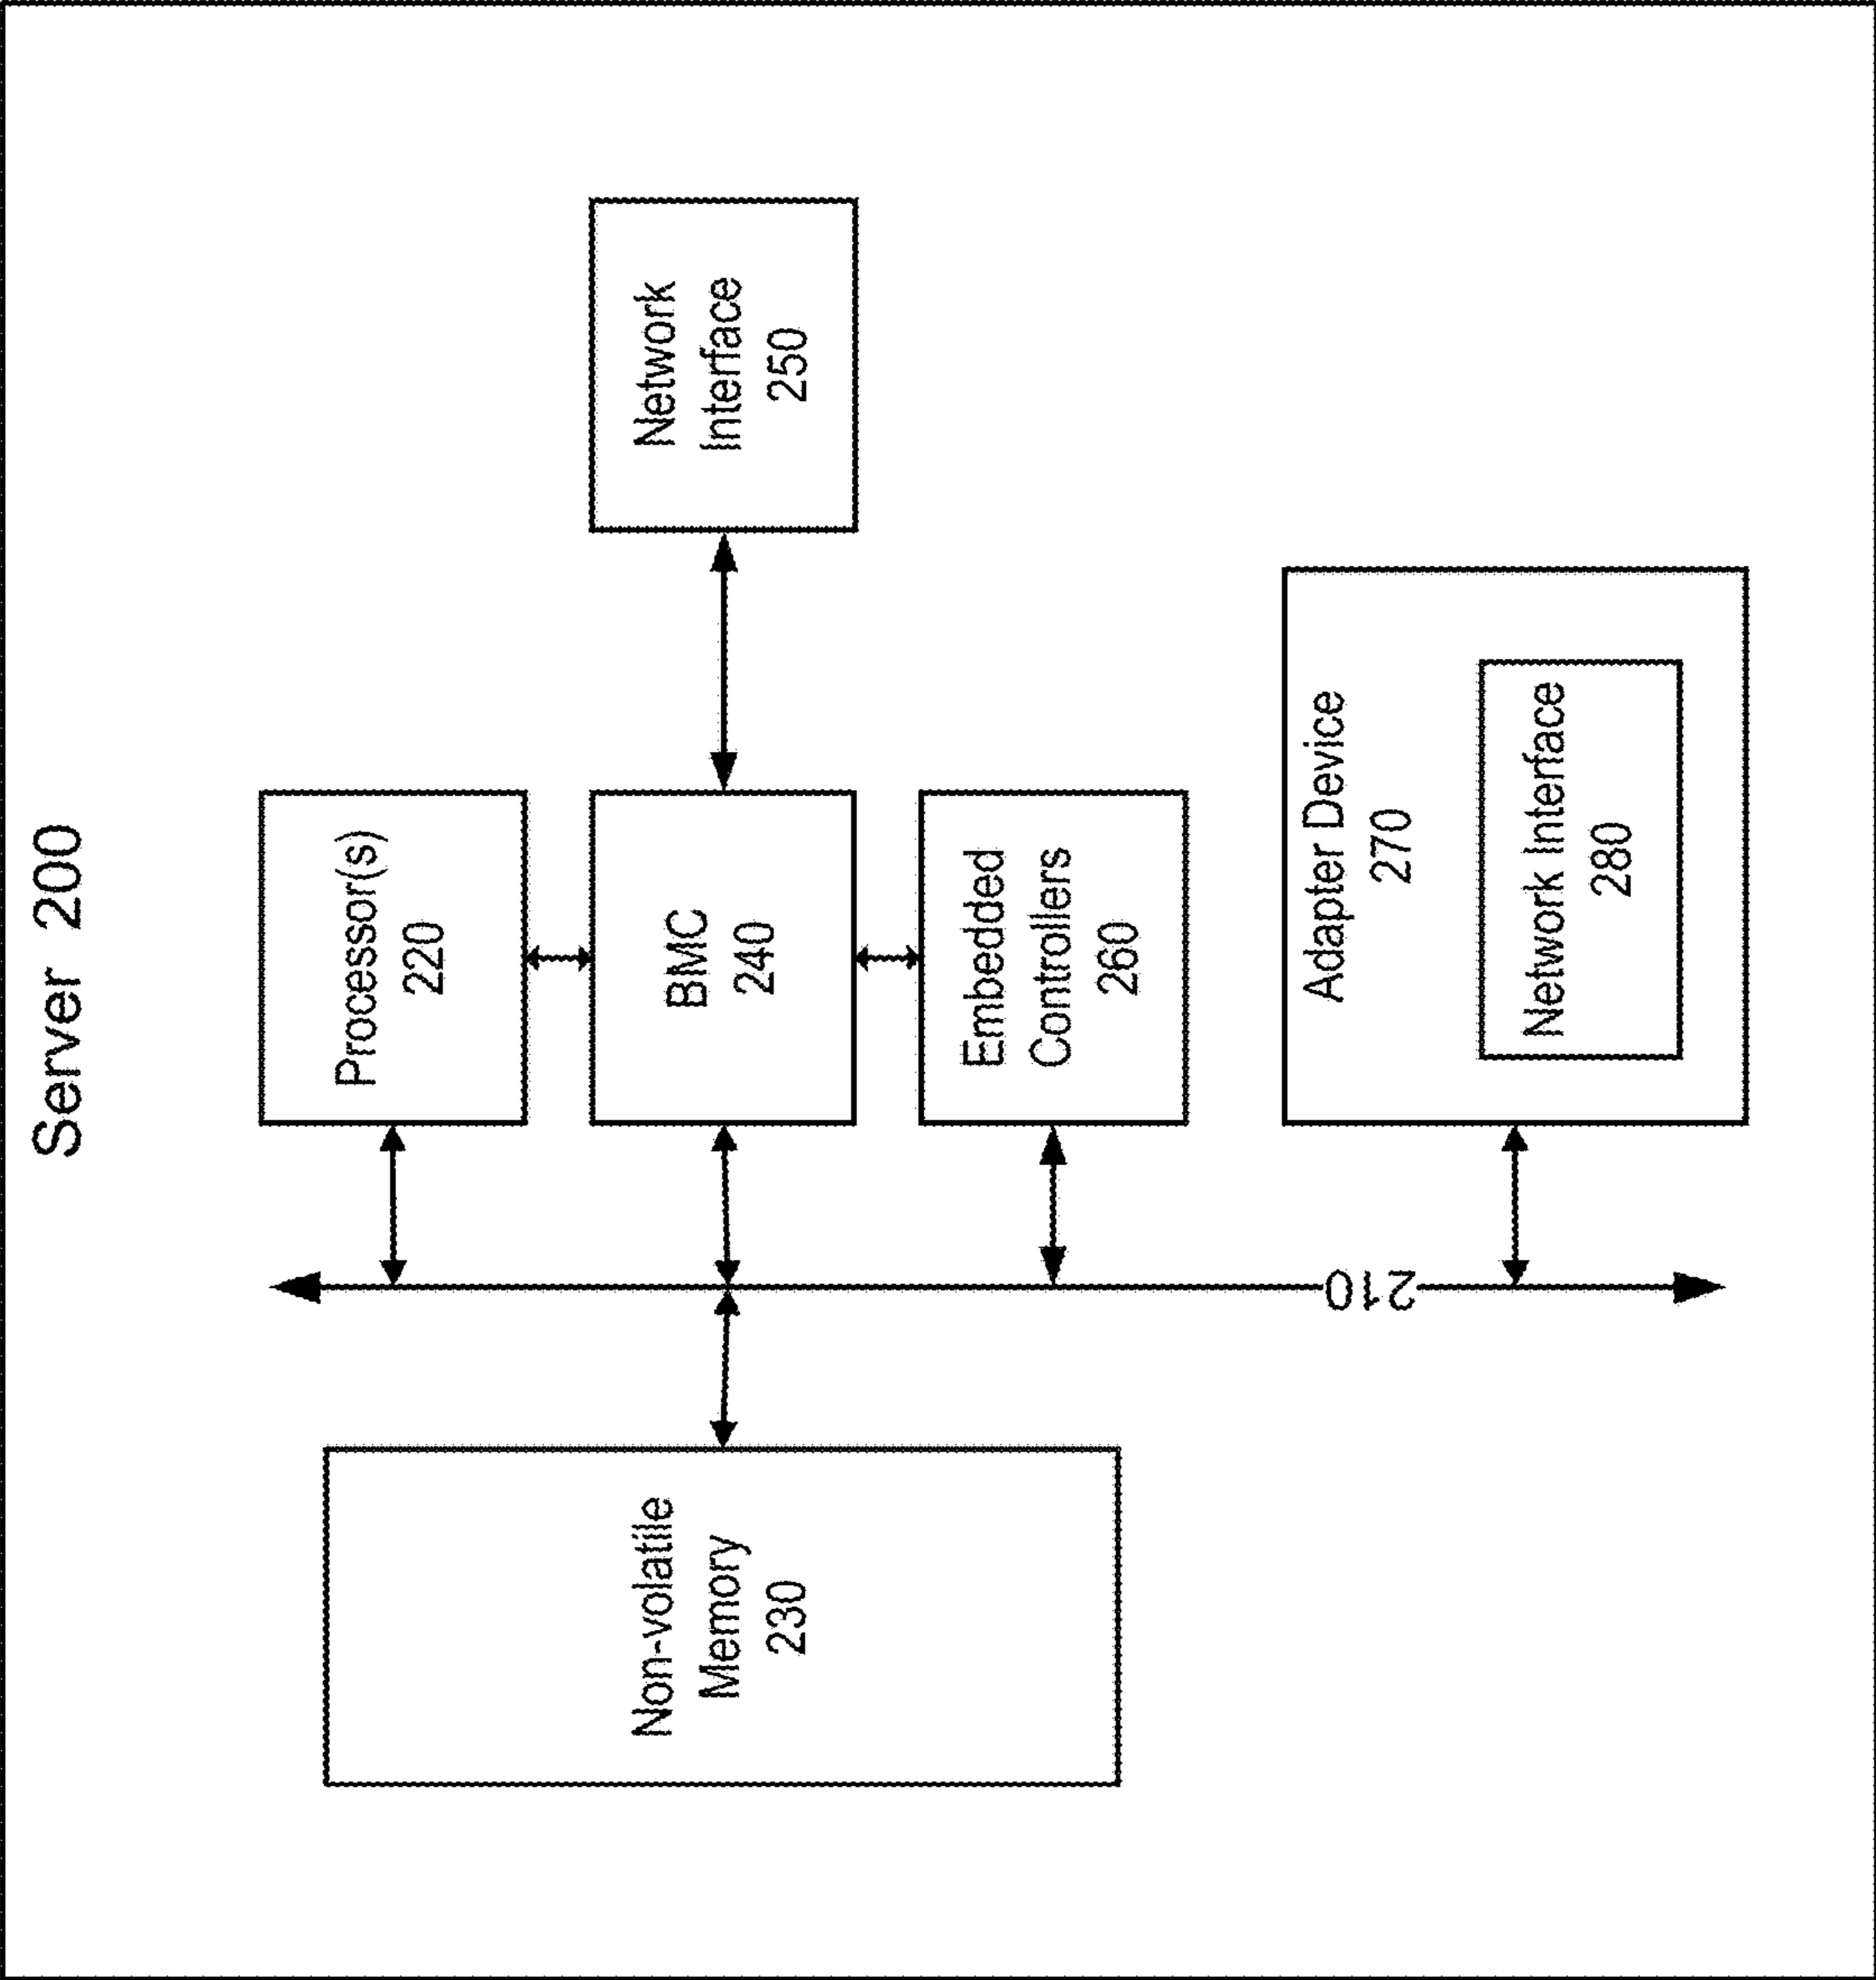 Server 200
Processor(s)
220
Network
Interface
250
BMC
240
Embedded
Controllers
260
Adapter Device
270
Network Interface
280
210
Non-volatile
Memory
230